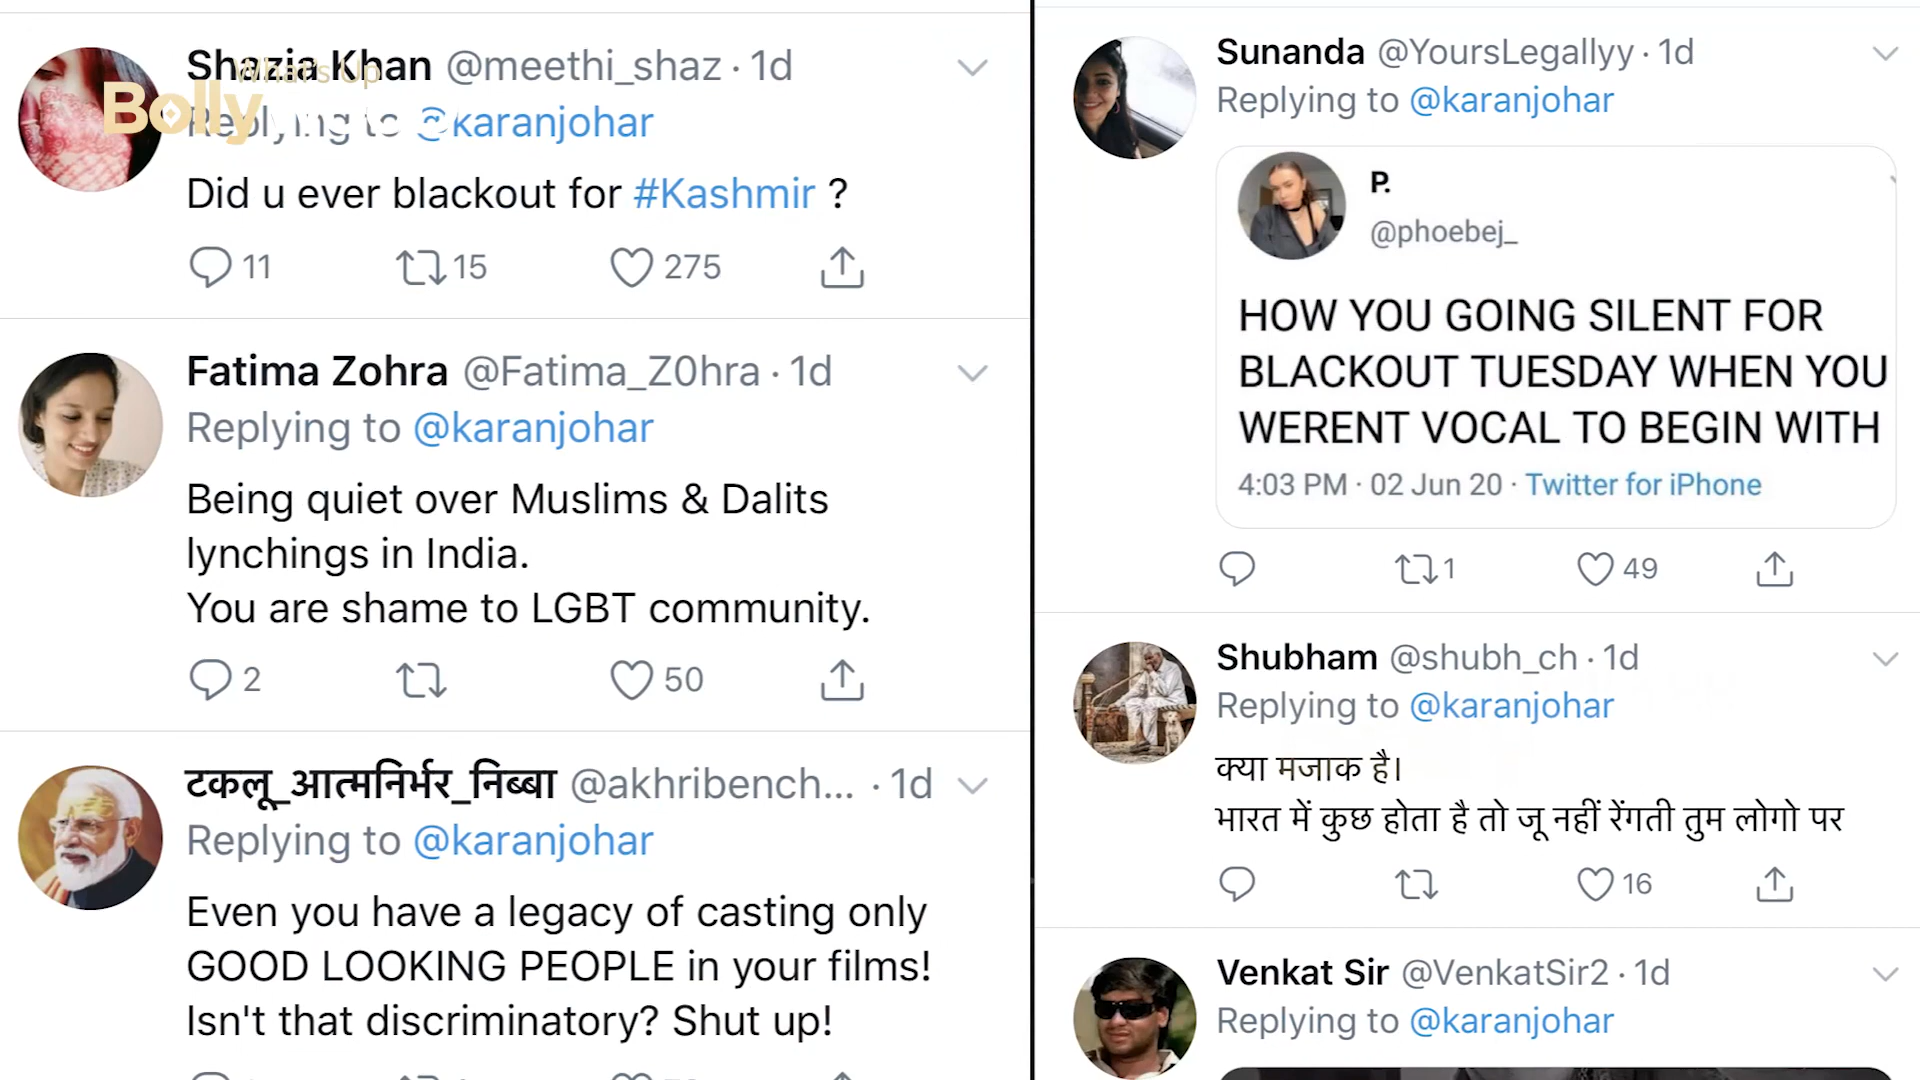 What's Up
Bolly
Shazia Khan @meethi_shaz · 1d
Replying to @karanjohar
Did u ever blackout for #Kashmir ?
11 15 275
Fatima Zohra @Fatima_Z0hra · 1d
Replying to @karanjohar
Being quiet over Muslims & Dalits
lynchings in India.
You are shame to LGBT community.
2 50
टकलू_आत्मनिर्भर_निब्बा @akhribench... · 1d
Replying to @karanjohar
Even you have a legacy of casting only
GOOD LOOKING PEOPLE in your films!
Isn't that discriminatory? Shut up!
Sunanda @YoursLegallyy · 1d
Replying to @karanjohar
P.
@phoebej_
HOW YOU GOING SILENT FOR
BLACKOUT TUESDAY WHEN YOU
WERENT VOCAL TO BEGIN WITH
4:03 PM · 02 Jun 20 · Twitter for iPhone
1 49
Shubham @shubh_ch · 1d
Replying to @karanjohar
क्या मजाक है।
भारत में कुछ होता है तो जू नहीं रेंगती तुम लोगो पर
16
Venkat Sir @VenkatSir2 · 1d
Replying to @karanjohar